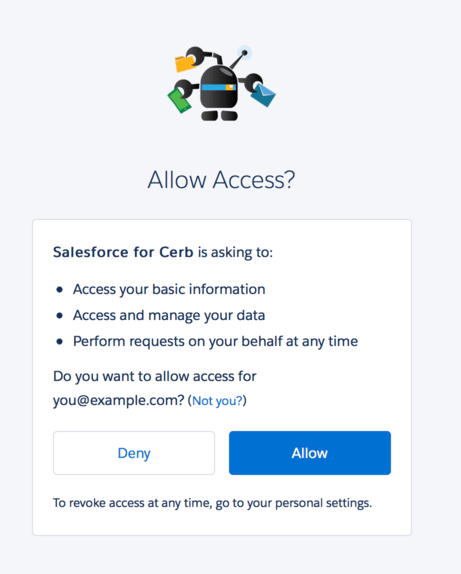 Allow Access?
Salesforce for Cerb is asking to:
• Access your basic information
• Access and manage your data
• Perform requests on your behalf at any time
Do you want to allow access for
you@example.com? (Not you?)
Deny
Allow
To revoke access at any time, go to your personal settings.